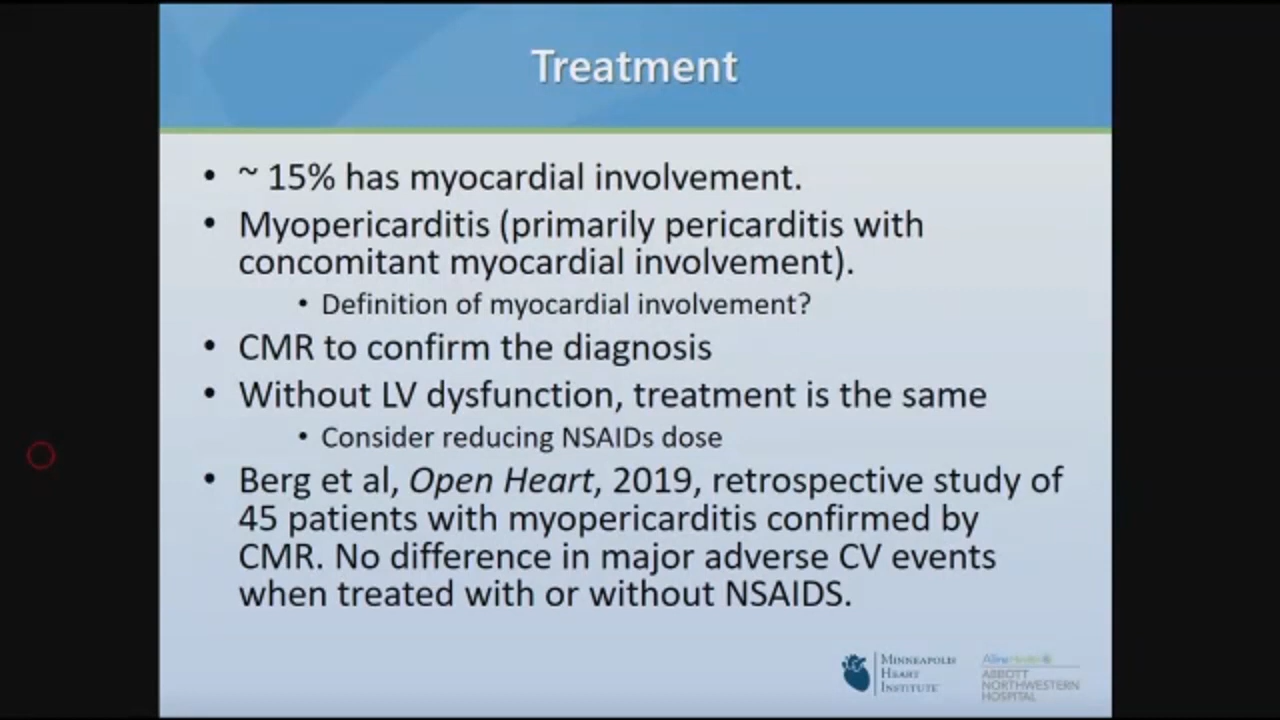 Treatment
• ~ 15% has myocardial involvement.
• Myopericarditis (primarily pericarditis with
concomitant myocardial involvement).
• Definition of myocardial involvement?
• CMR to confirm the diagnosis
• Without LV dysfunction, treatment is the same
• Consider reducing NSAIDs dose
• Berg et al, Open Heart, 2019, retrospective study of
45 patients with myopericarditis confirmed by
CMR. No difference in major adverse CV events
when treated with or without NSAIDS.
MINNEAPOLIS
HEART
INSTITUTE
Allina Health
ABBOTT
NORTHWESTERN
HOSPITAL